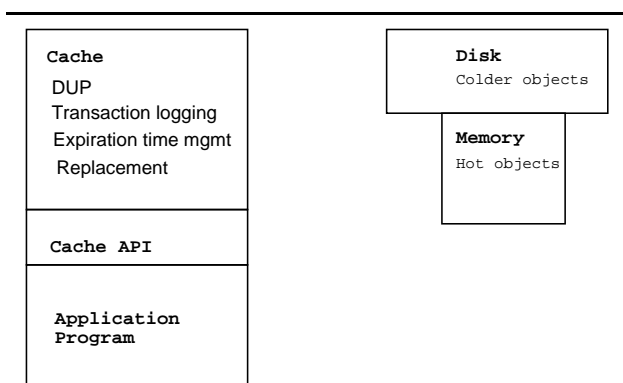 Cache
DUP
Transaction logging
Expiration time mgmt
Replacement
Cache API
Application
Program
Disk
Colder objects
Memory
Hot objects